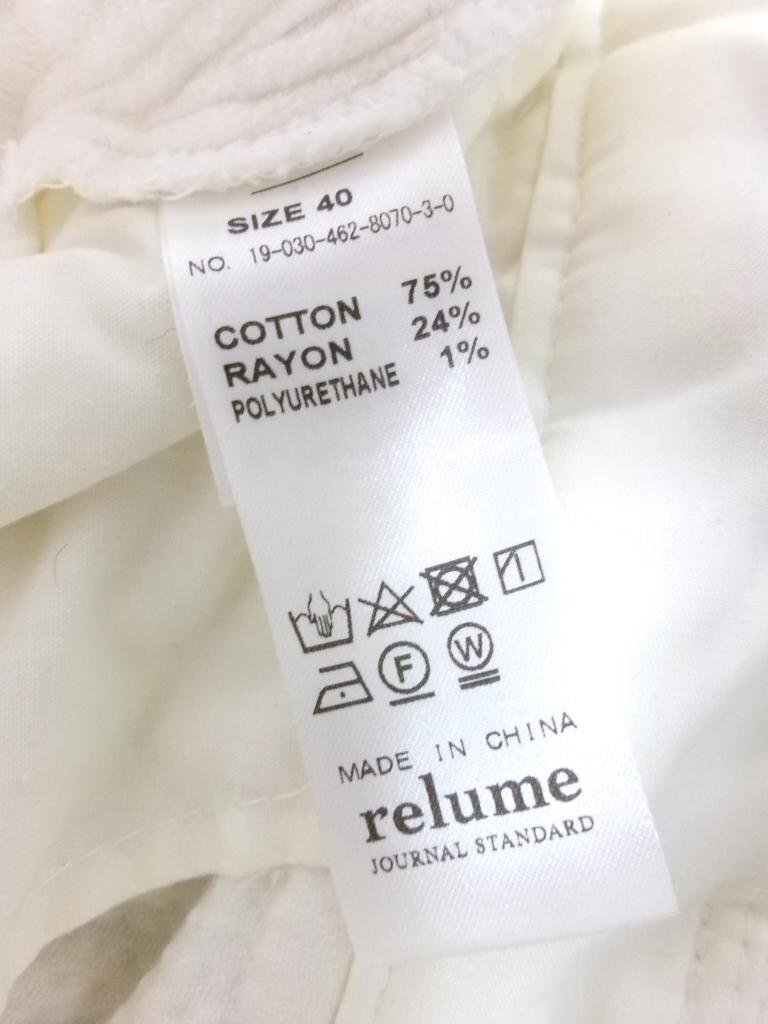 SIZE 40
NO. 19-030-462-8070-3-0
COTTON 75%
RAYON 24%
POLYURETHANE 1%
F W
MADE IN CHINA
relume
JOURNAL STANDARD